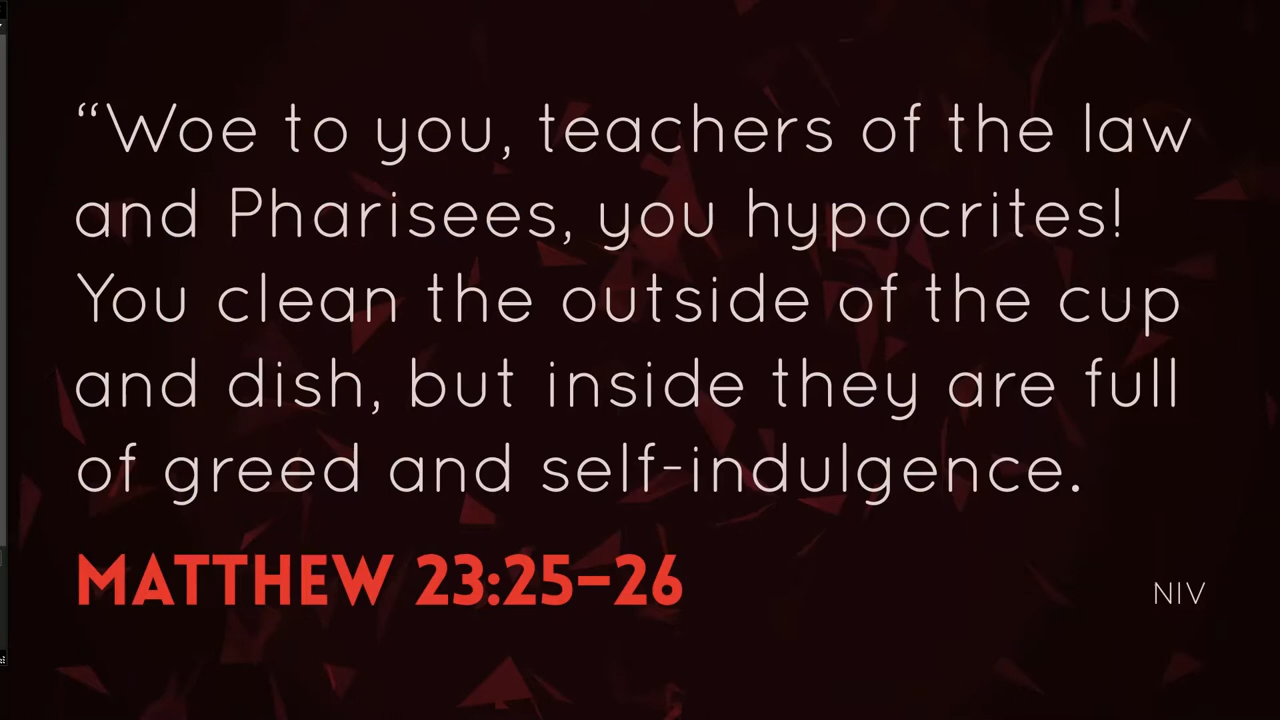 “Woe to you, teachers of the law
and Pharisees, you hypocrites!
You clean the outside of the cup
and dish, but inside they are full
of greed and self-indulgence.
MATTHEW 23:25–26
NIV